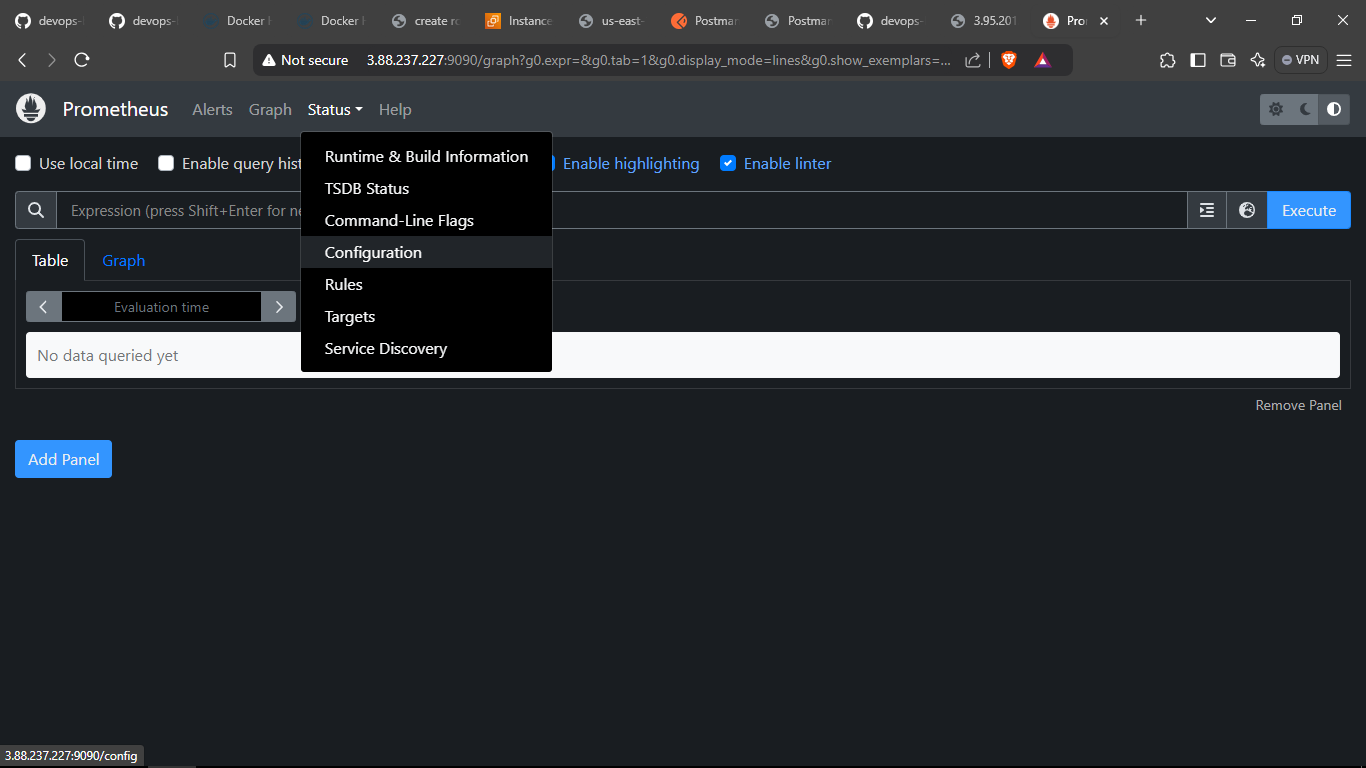 devops-
devops-
Docker
Docker
create
Instance
us-east-
Postman
Postman
devops-
3.95.201
Pro
Not secure
3.88.237.227:9090/graph?g0.expr=&g0.tab=1&g0.display_mode=lines&g0.show_exemplars=...
VPN
Prometheus
Alerts
Graph
Status
Help
Runtime & Build Information
TSDB Status
Command-Line Flags
Configuration
Rules
Targets
Service Discovery
Use local time
Enable query hist
Enable highlighting
Enable linter
Expression (press Shift+Enter for ne
Execute
Table
Graph
Evaluation time
No data queried yet
Remove Panel
Add Panel
3.88.237.227:9090/config